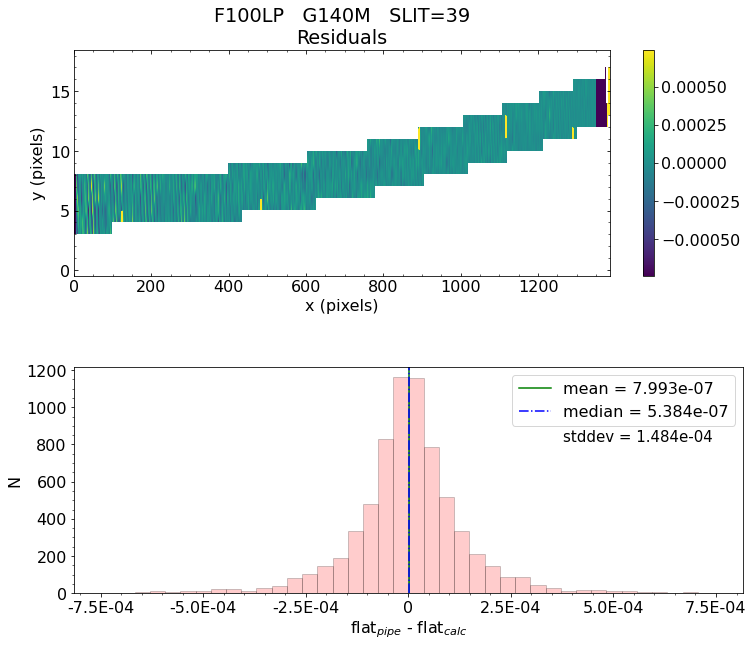 F100LP G140M SLIT=39
Residuals
y (pixels)
15
10
5
0
0 200 400 600 800 1000 1200
x (pixels)
0.00050
0.00025
0.00000
−0.00025
−0.00050
N
1200
1000
800
600
400
200
0
mean = 7.993e-07
median = 5.384e-07
stddev = 1.484e-04
-7.5E-04 -5.0E-04 -2.5E-04 0 2.5E-04 5.0E-04 7.5E-04
flat_pipe - flat_calc